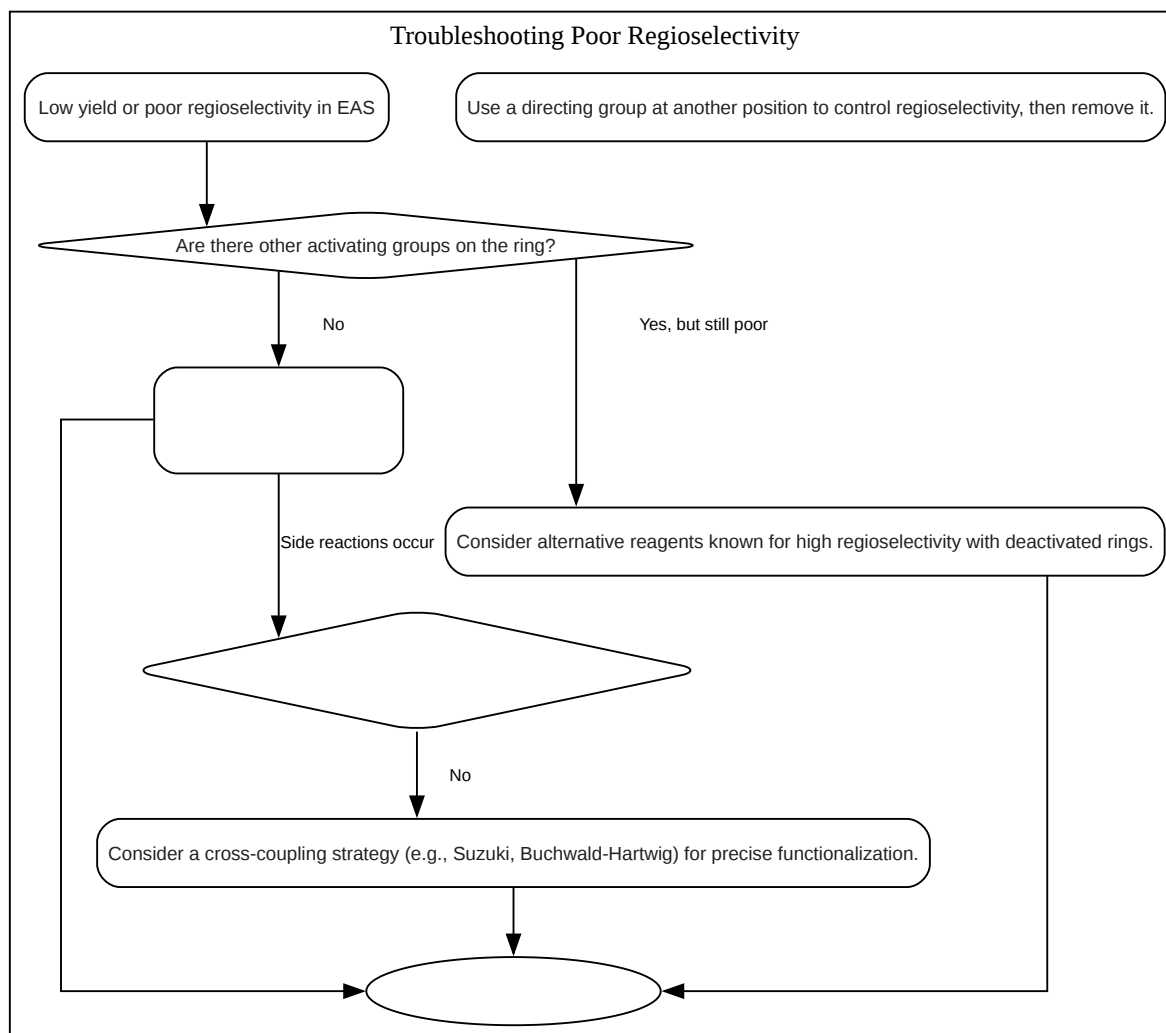 Troubleshooting Poor Regioselectivity
Low yield or poor regioselectivity in EAS
Use a directing group at another position to control regioselectivity, then remove it.
Are there other activating groups on the ring?
No
Yes, but still poor
Side reactions occur
Consider alternative reagents known for high regioselectivity with deactivated rings.
No
Consider a cross-coupling strategy (e.g., Suzuki, Buchwald-Hartwig) for precise functionalization.